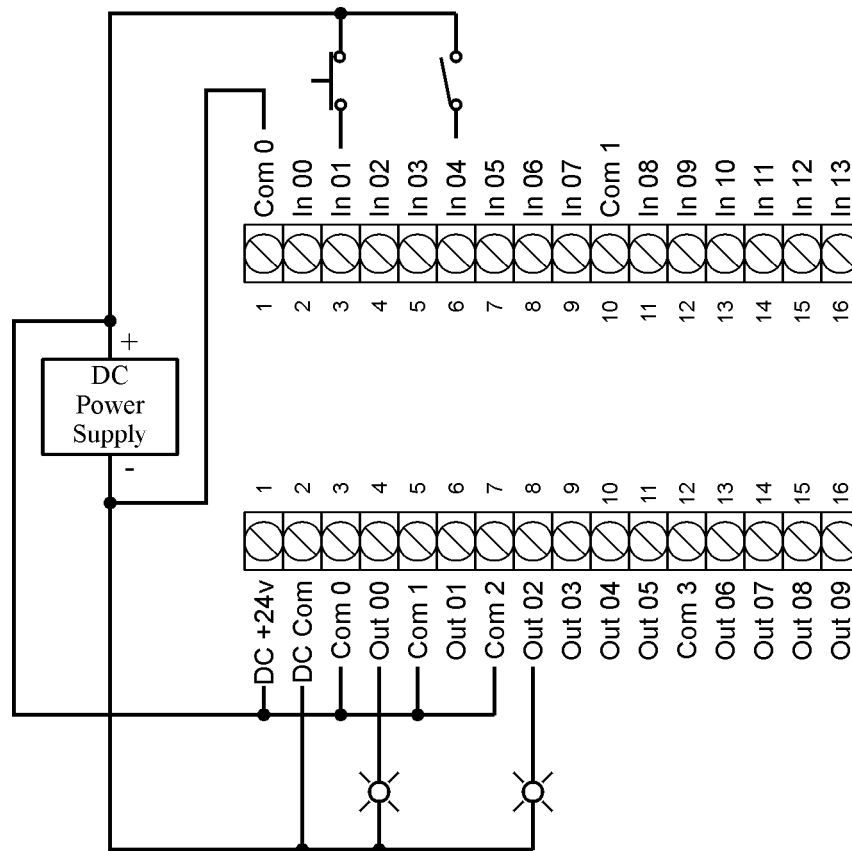 Com 0
In 00
In 01
In 02
In 03
In 04
In 05
In 06
In 07
Com 1
In 08
In 09
In 10
In 11
In 12
In 13
1
2
3
4
5
6
7
8
9
10
11
12
13
14
15
16
+
DC
Power
Supply
-
1
2
3
4
5
6
7
8
9
10
11
12
13
14
15
16
DC +24v
DC Com
Com 0
Out 00
Com 1
Out 01
Com 2
Out 02
Out 03
Out 04
Out 05
Com 3
Out 06
Out 07
Out 08
Out 09